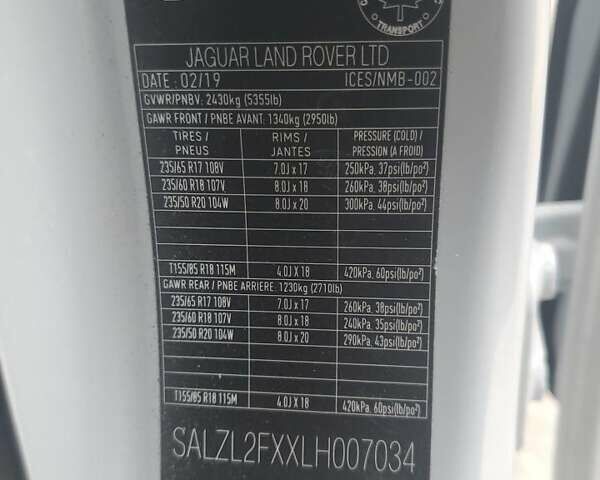 TRANSPORT
JAGUAR LAND ROVER LTD
DATE : 02/19 ICES/NMB-002
GVWR/PNBV: 2430kg (5355lb)
GAWR FRONT / PNBE AVANT: 1340kg (2950lb)
TIRES / RIMS / PRESSURE (COLD) /
PNEUS JANTES PRESSION (A FROID)
235/65 R17 108V 7.0J x 17 250kPa, 37psi(lb/po²)
235/60 R18 107V 8.0J x 18 260kPa, 38psi(lb/po²)
235/50 R20 104W 8.0J x 20 300kPa, 44psi(lb/po²)
T155/85 R18 115M 4.0J X 18 420kPa, 60psi(lb/po²)
GAWR REAR / PNBE ARRIERE: 1230kg (2710lb)
235/65 R17 108V 7.0J x 17 260kPa, 38psi(lb/po²)
235/60 R18 107V 8.0J x 18 240kPa, 35psi(lb/po²)
235/50 R20 104W 8.0J x 20 290kPa, 43psi(lb/po²)
T155/85 R18 115M 4.0J X 18 420kPa, 60psi(lb/po²)
SALZL2FXXLH007034